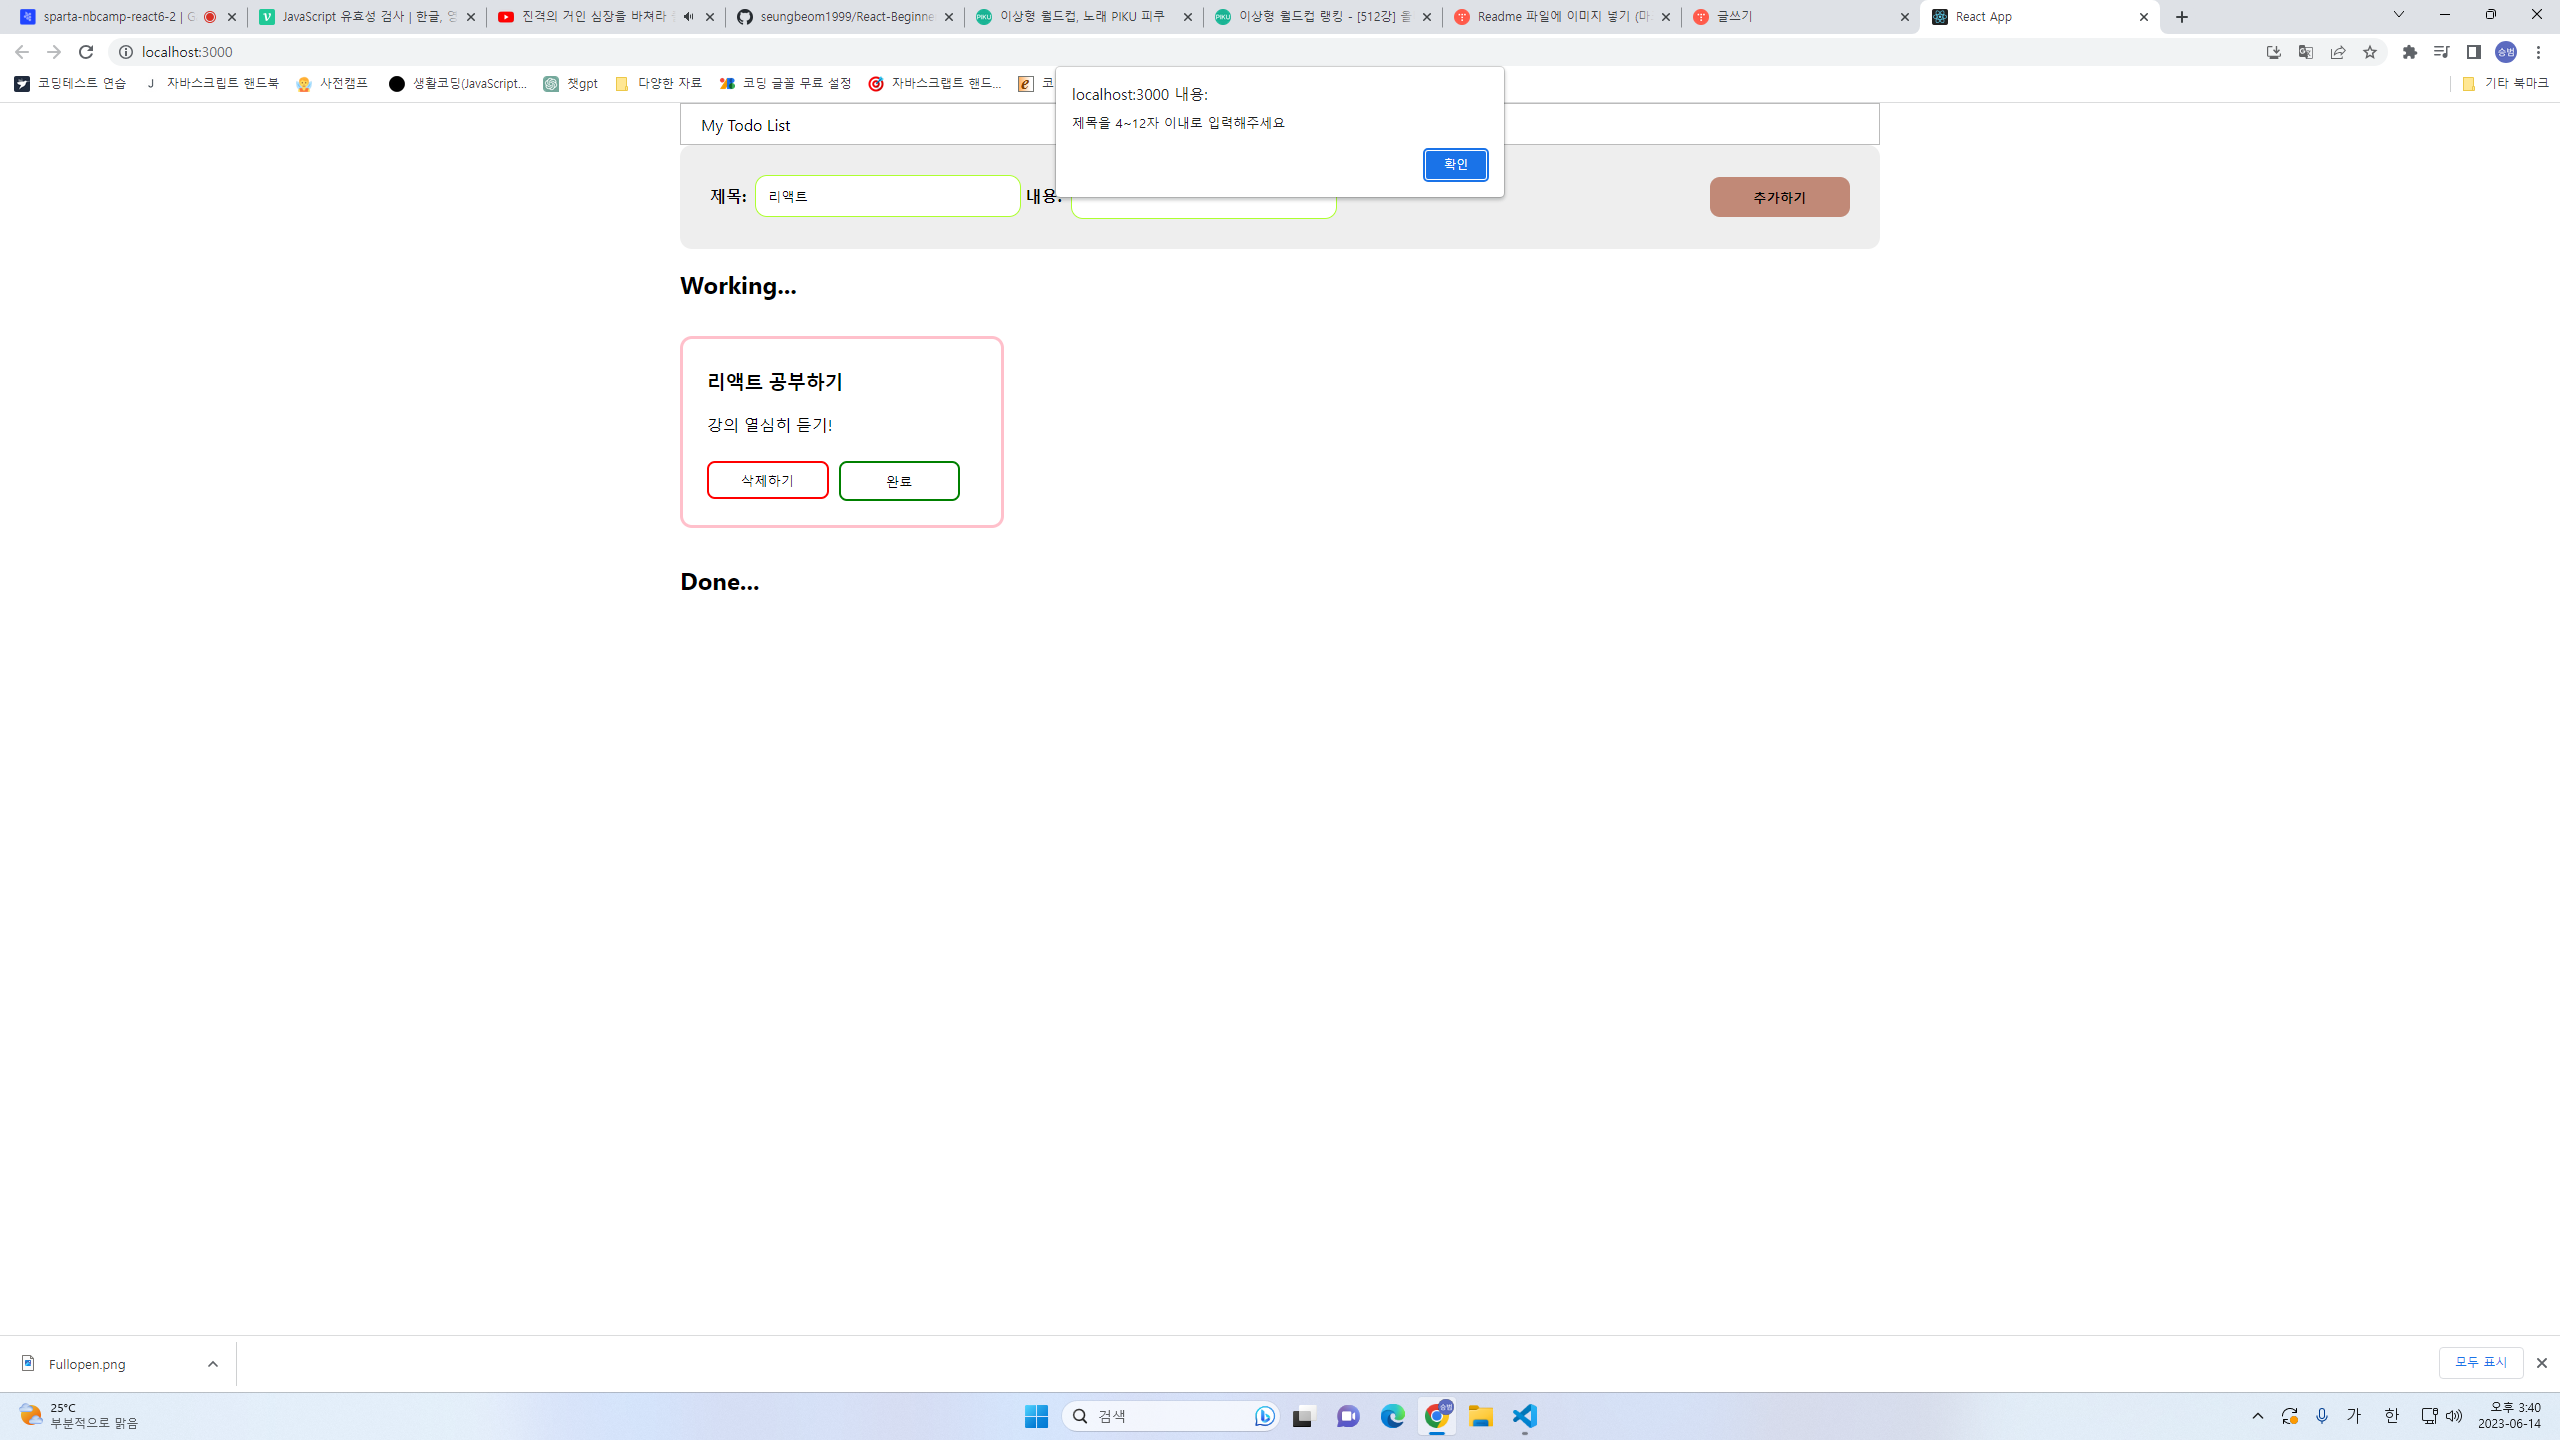 sparta-nbcamp-react6-2 | G
JavaScript 유효성 검사 | 한글, 영
진격의 거인 심장을 바쳐라
seungbeom1999/React-Beginne
이상형 월드컵, 노래 PIKU 피쿠
이상형 월드컵 랭킹 - [512강] 올
Readme 파일에 이미지 넣기 (마
글쓰기
React App
localhost:3000
승범
코딩테스트 연습
J 자바스크립트 핸드북
사전캠프
생활코딩(JavaScript...
챗gpt
다양한 자료
코딩 글꼴 무료 설정
자바스크랩트 핸드...
코
기타 북마크
localhost:3000 내용:
제목을 4~12자 이내로 입력해주세요
확인
My Todo List
제목: 리액트 내용: 추가하기
Working...
리액트 공부하기
강의 열심히 듣기!
삭제하기 완료
Done...
Fullopen.png
모두 표시
25°C
부분적으로 맑음
검색
가 한
오후 3:40
2023-06-14